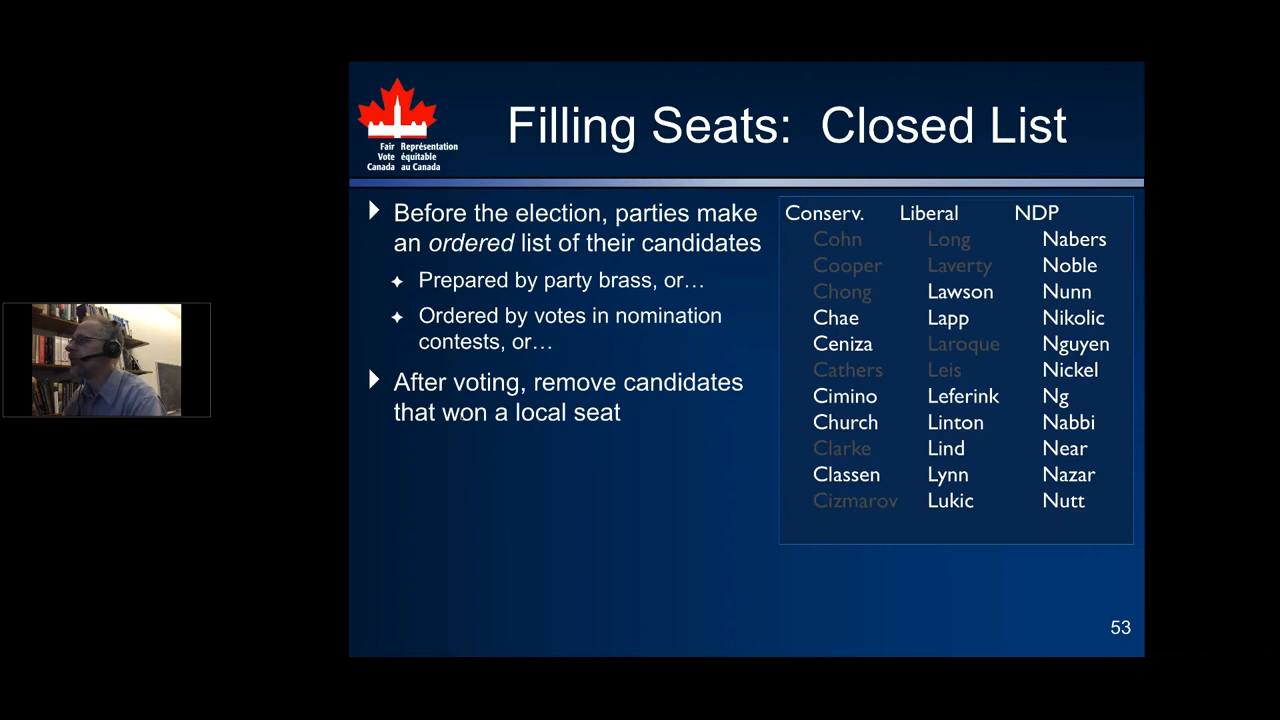 Filling Seats: Closed List
Fair Représentation
Vote équitable
Canada au Canada
Before the election, parties make
an ordered list of their candidates
Prepared by party brass, or…
Ordered by votes in nomination
contests, or…
After voting, remove candidates
that won a local seat
Conserv. Liberal NDP
Cohn Long Nabers
Cooper Laverty Noble
Chong Lawson Nunn
Chae Lapp Nikolic
Ceniza Laroque Nguyen
Cathers Leis Nickel
Cimino Leferink Ng
Church Linton Nabbi
Clarke Lind Near
Classen Lynn Nazar
Cizmarov Lukic Nutt
53